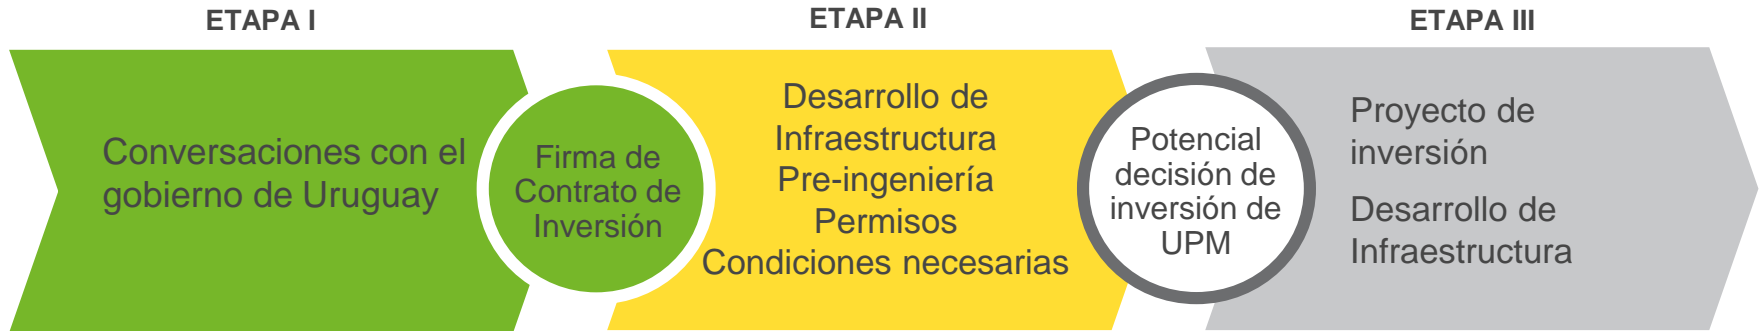 ETAPA I
ETAPA II
ETAPA III
Conversaciones con el
gobierno de Uruguay
Firma de
Contrato de
Inversión
Desarrollo de
Infraestructura
Pre-ingeniería
Permisos
Condiciones necesarias
Potencial
decisión de
inversión de
UPM
Proyecto de
inversión
Desarrollo de
Infraestructura